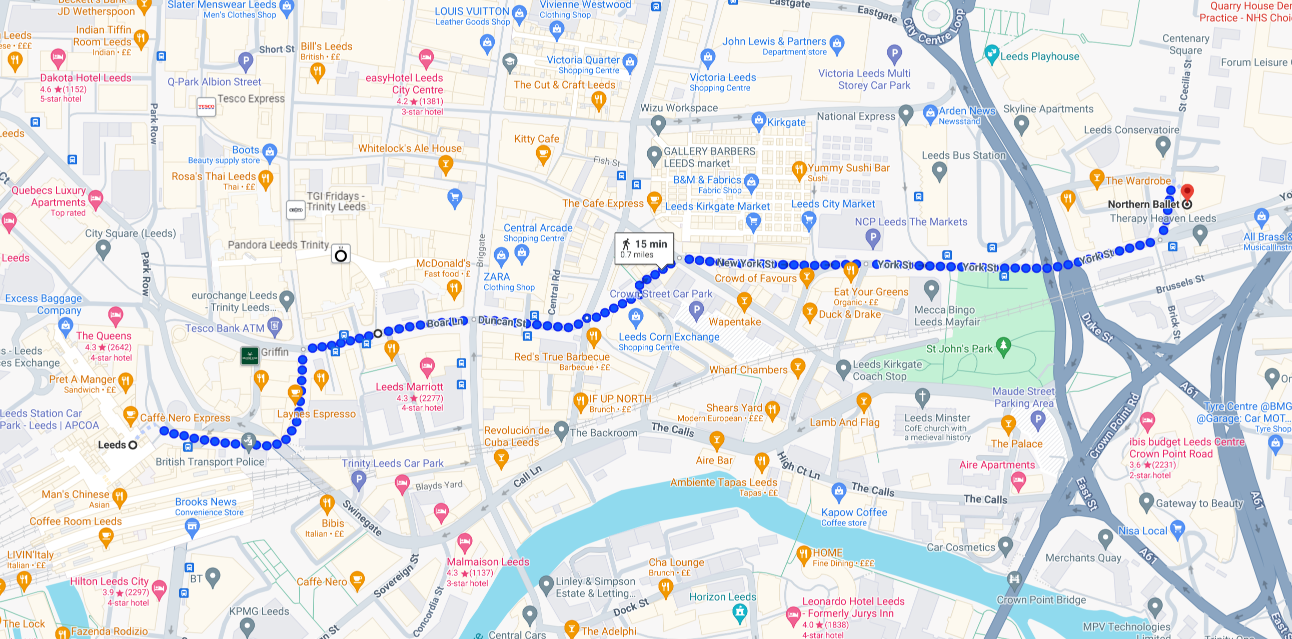 Beckett's Bank
JD Wetherspoon
Slater Menswear Leeds
Men's Clothes Shop
LOUIS VUITTON
Leather Goods Shop
Vivienne Westwood
Clothing Shop
Eastgate
Eastgate
City Centre Loop
Quarry House De
Practice - NHS Choi
Indian Tiffin
Room Leeds
Indian · ££
ese · £££
Short St
Bill's Leeds
British · ££
John Lewis & Partners
Department store
Leeds Playhouse
Centenary
Square
Forum Leisure
Dakota Hotel Leeds
4.6 ★ (1152)
5-star hotel
Q-Park Albion Street
easyHotel Leeds
City Centre
4.2 ★ (1381)
3-star hotel
Victoria Quarter
Shopping Centre
Victoria Leeds
Shopping Centre
Victoria Leeds Multi
Storey Car Park
St Cecilia St
Tesco Express
The Cut & Craft Leeds
Park Row
Wizu Workspace
Kirkgate
National Express
Arden News
Newsstand
Skyline Apartments
Leeds Conservatoire
Leeds
Boots
Beauty supply store
Whitelock's Ale House
Kitty Cafe
Fish St
GALLERY BARBERS
LEEDS market
Leeds Bus Station
Rosa's Thai Leeds
Thai · ££
B&M & Fabrics
Fabric Shop
Yummy Sushi Bar
Sushi
The Wardrobe
Quebecs Luxury
Apartments
Top rated
TGI Fridays -
Trinity Leeds
The Cafe Express
Leeds Kirkgate Market
Leeds City Market
Northern Ballet
Therapy Heaven Leeds
City Square (Leeds)
Central Arcade
Shopping Centre
NCP Leeds The Markets
All Brass &
Musical Instr
Pandora Leeds Trinity
Briggate
15 min
0.7 miles
Leeds
Park Row
McDonald's
Fast food · £
ZARA
Clothing Shop
Central Rd
New York St
York St
York St
York St
Crowd of Favours
Brussels St
Excess Baggage
Company
eurochange Leeds
Crown Street Car Park
Eat Your Greens
Organic · ££
Mecca Bingo
Leeds Mayfair
Brick St
Tesco Bank ATM
Boar Ln
Duncan St
Wapentake
Duck & Drake
Duke St
The Queens
4.3 ★ (2642)
4-star hotel
Leeds Corn Exchange
Shopping Centre
St John's Park
Griffin
Red's True Barbecue
Barbecue · ££
Wharf Chambers
Leeds Kirkgate
Coach Stop
Pret A Manger
Sandwich · ££
Leeds Marriott
4.3 ★ (2277)
4-star hotel
A61
Maude Street
Parking Area
Caffè Nero Express
Laynes Espresso
IF UP NORTH
Brunch · ££
Shears Yard
Modern European · £££
Leeds Minster
CofE church with
a medieval history
Crown Point Rd
Tyre Centre @BMG
@Garage: Car MOT...
Tyre Shop
Leeds Station Car
Park - Leeds | APCOA
Lamb And Flag
Leeds
Revolución de
Cuba Leeds
The Backroom
The Calls
The Palace
ibis budget Leeds Centre
Crown Point Road
3.6 ★ (2231)
2-star hotel
British Transport Police
Trinity Leeds Car Park
Aire Bar
High Ct Ln
Aire Apartments
Man's Chinese
Asian
Blayds Yard
Call Ln
Ambiente Tapas Leeds
Tapas · ££
The Calls
The Calls
East St
A61
Brooks News
Convenience Store
Swinegate
Kapow Coffee
Coffee store
Gateway to Beauty
Coffee Room Leeds
Bibis
Italian · ££
Nisa Local
LIVIN'Italy
Italian · ££
Malmaison Leeds
4.3 ★ (1137)
3-star hotel
HOME
Fine Dining · £££
Car Cosmetics
Merchants Quay
A61
Hilton Leeds City
3.9 ★ (2297)
4-star hotel
BT
Caffè Nero
Sovereign St
Cha Lounge
Brunch · ££
Linley & Simpson
Estate & Letting...
Horizon Leeds
Concordia St
Dock St
Leonardo Hotel Leeds
- Formerly Jurys Inn
4.0 ★ (1838)
4-star hotel
Crown Point Bridge
KPMG Leeds
The Lock
Fazenda Rodizio
Central Cars
The Adelphi
MPV Technologies
Limited
East St